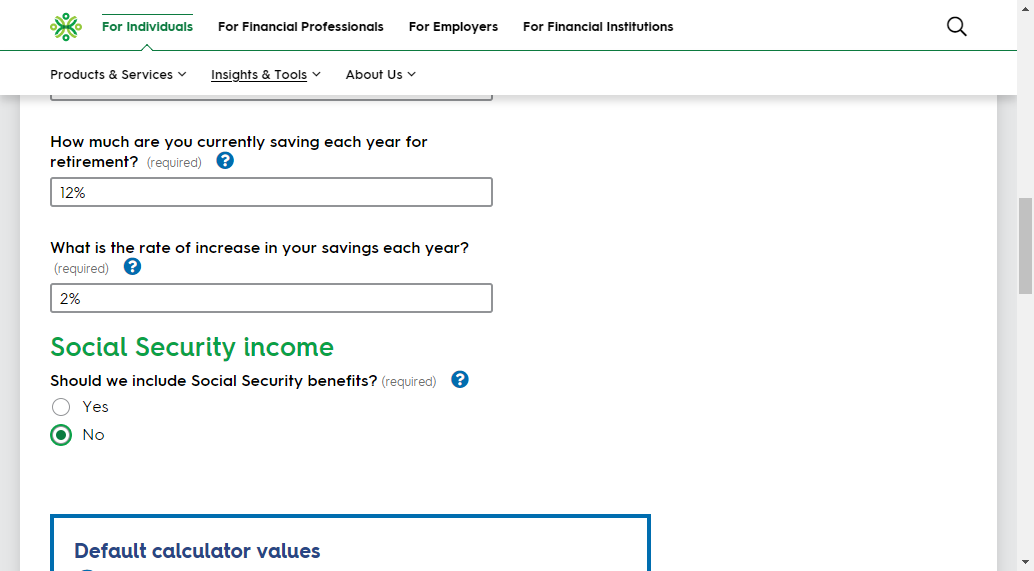 For Individuals For Financial Professionals For Employers For Financial Institutions
Products & Services Insights & Tools About Us
How much are you currently saving each year for
retirement? (required) ?
12%
What is the rate of increase in your savings each year?
(required) ?
2%
Social Security income
Should we include Social Security benefits? (required) ?
Yes
No
Default calculator values